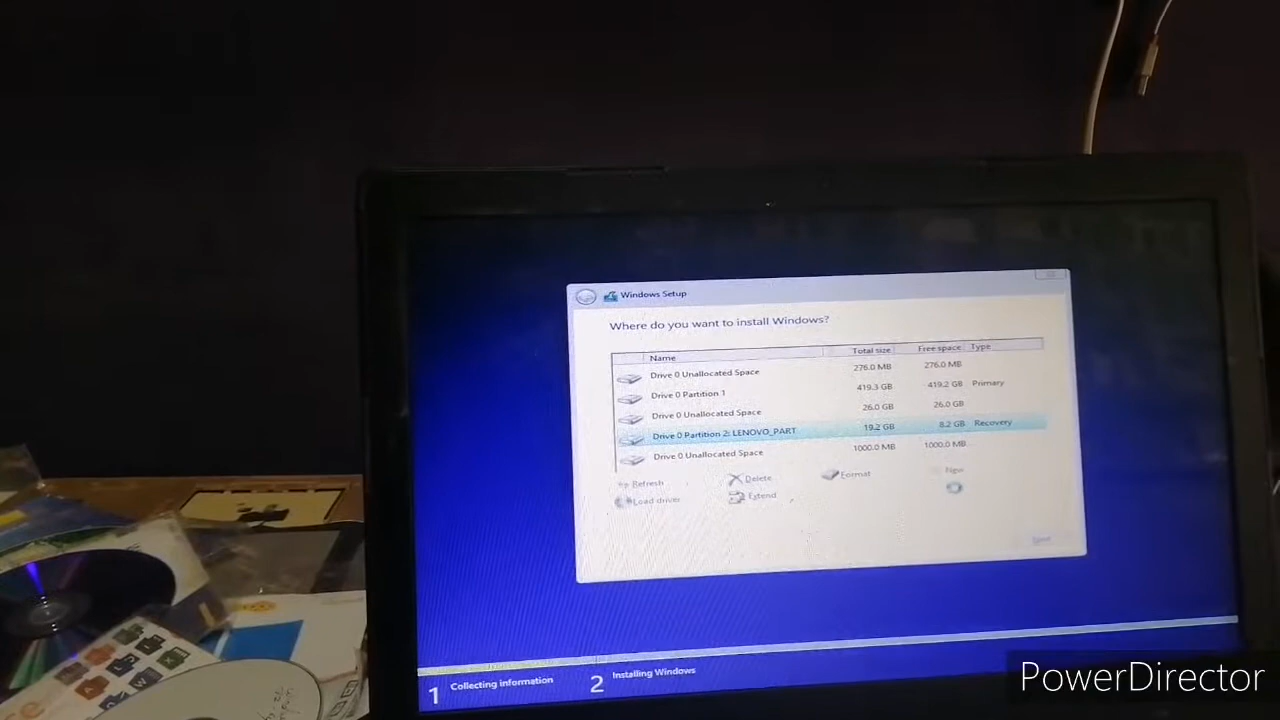 Windows Setup
Where do you want to install Windows?
Name Total size Free space Type
Drive 0 Unallocated Space 276.0 MB 276.0 MB
Drive 0 Partition 1 419.3 GB 419.2 GB Primary
Drive 0 Unallocated Space 26.0 GB 26.0 GB
Drive 0 Partition 2: LENOVO_PART 19.2 GB 8.2 GB Recovery
Drive 0 Unallocated Space 1000.0 MB 1000.0 MB
Refresh Delete Format New
Load driver Extend
1 Collecting information 2 Installing Windows
PowerDirector